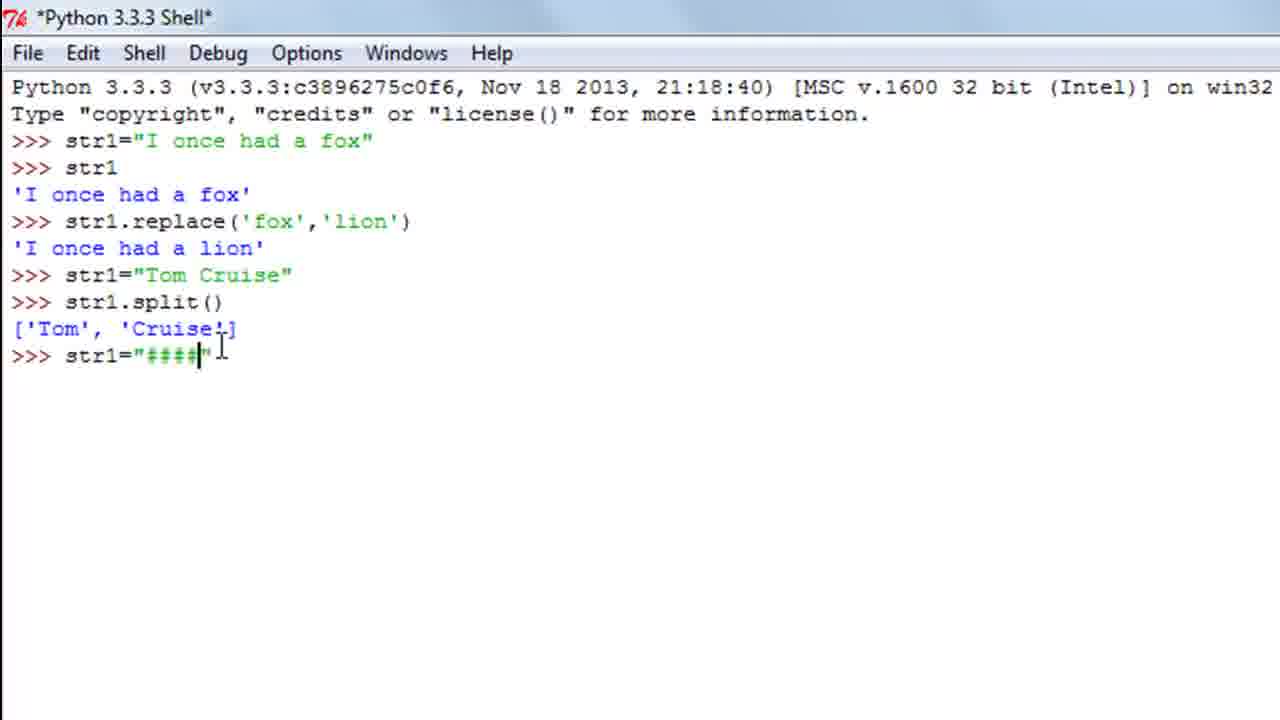 *Python 3.3.3 Shell*
File Edit Shell Debug Options Windows Help
Python 3.3.3 (v3.3.3:c3896275c0f6, Nov 18 2013, 21:18:40) [MSC v.1600 32 bit (Intel)] on win32
Type "copyright", "credits" or "license()" for more information.
>>> str1="I once had a fox"
>>> str1
'I once had a fox'
>>> str1.replace('fox','lion')
'I once had a lion'
>>> str1="Tom Cruise"
>>> str1.split()
['Tom', 'Cruise']
>>> str1="####"